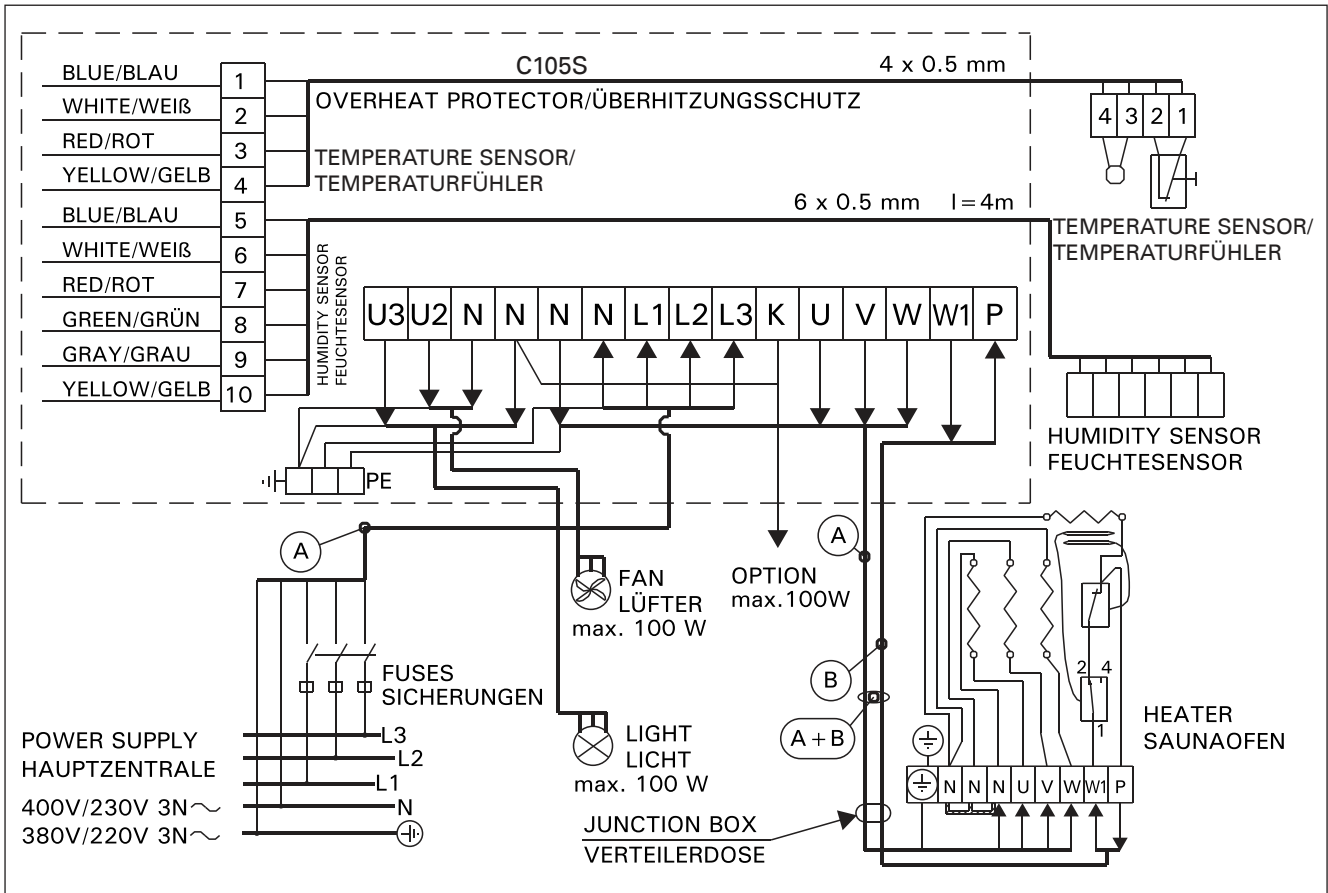 C105S
4 x 0.5 mm
BLUE/BLAU 1
WHITE/WEIß 2
RED/ROT 3
YELLOW/GELB 4
BLUE/BLAU 5
WHITE/WEIß 6
RED/ROT 7
GREEN/GRÜN 8
GRAY/GRAU 9
YELLOW/GELB 10
OVERHEAT PROTECTOR/ÜBERHITZUNGSSCHUTZ
TEMPERATURE SENSOR/
TEMPERATURFÜHLER
4 3 2 1
6 x 0.5 mm l=4m
TEMPERATURE SENSOR/
TEMPERATURFÜHLER
HUMIDITY SENSOR
FEUCHTESENSOR
U3 U2 N N N N L1 L2 L3 K U V W W1 P
HUMIDITY SENSOR
FEUCHTESENSOR
PE
A
FAN
LÜFTER
max. 100 W
OPTION
max.100W
A
B
A+B
FUSES
SICHERUNGEN
LIGHT
LICHT
max. 100 W
POWER SUPPLY
HAUPTZENTRALE
400V/230V 3N~
380V/220V 3N~
L3
L2
L1
N
JUNCTION BOX
VERTEILERDOSE
2 4
1
HEATER
SAUNAOFEN
N N N U V W W1 P